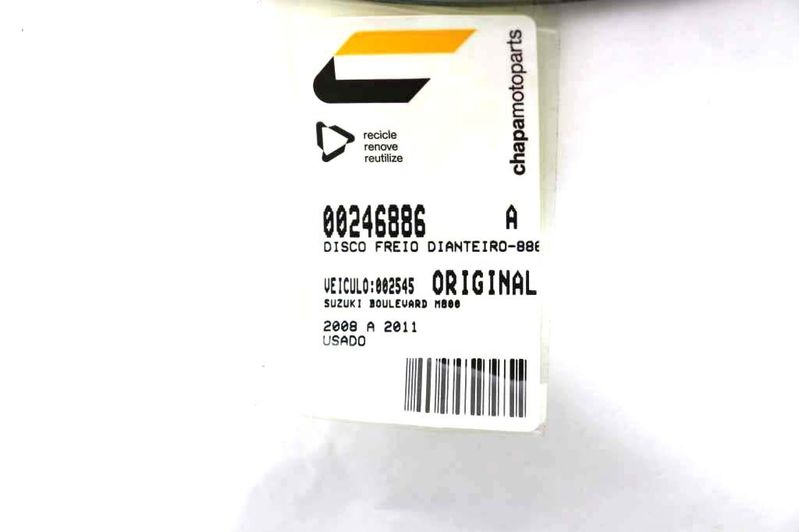 chapamotoparts
recicle
renove
reutilize
00246886 A
DISCO FREIO DIANTEIRO-886
VEICULO:002545 ORIGINAL
SUZUKI BOULEVARD M800
2008 A 2011
USADO